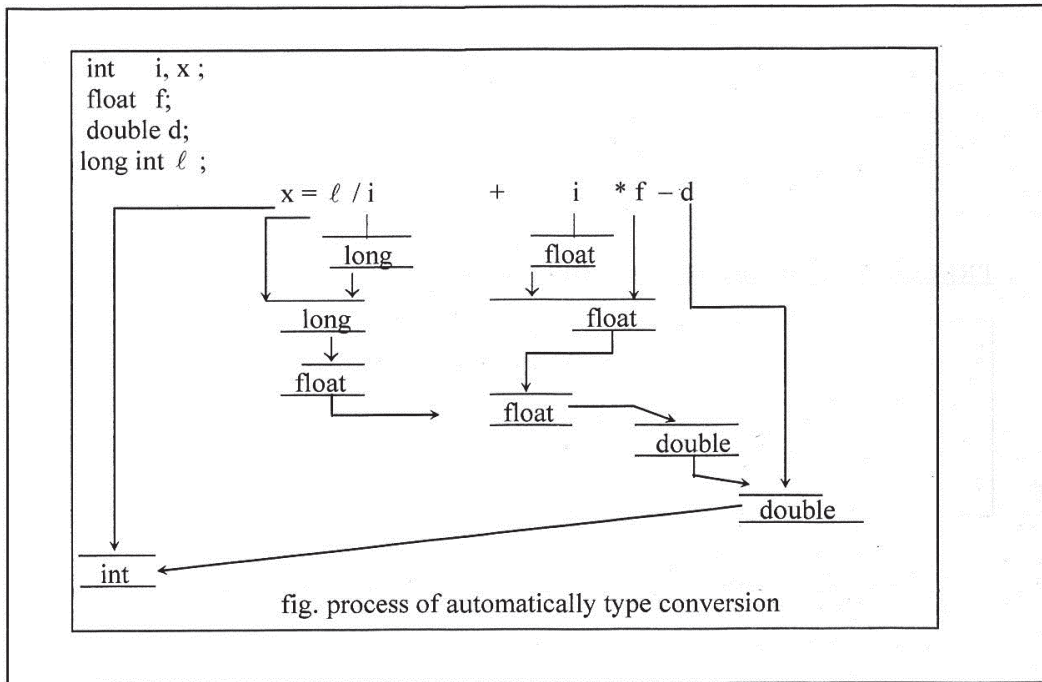 int i, x ;
float f;
double d;
long int ℓ ;
x = ℓ / i + i * f – d
long float
long float
float float
double
double
int
fig. process of automatically type conversion